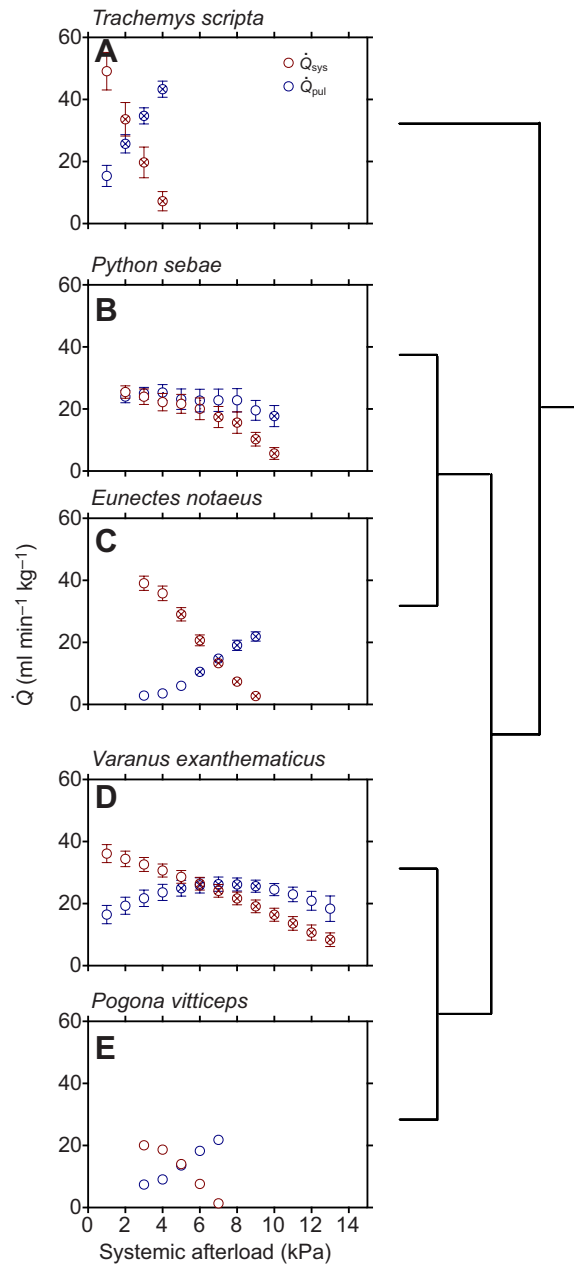 Trachemys scripta
60
A
Q̇sys
Q̇pul
40
20
0
Python sebae
60
B
40
20
0
Eunectes notaeus
60
C
40
20
0
Q̇ (ml min−1 kg−1)
Varanus exanthematicus
60
D
40
20
0
Pogona vitticeps
60
E
40
20
0
0 2 4 6 8 10 12 14
Systemic afterload (kPa)